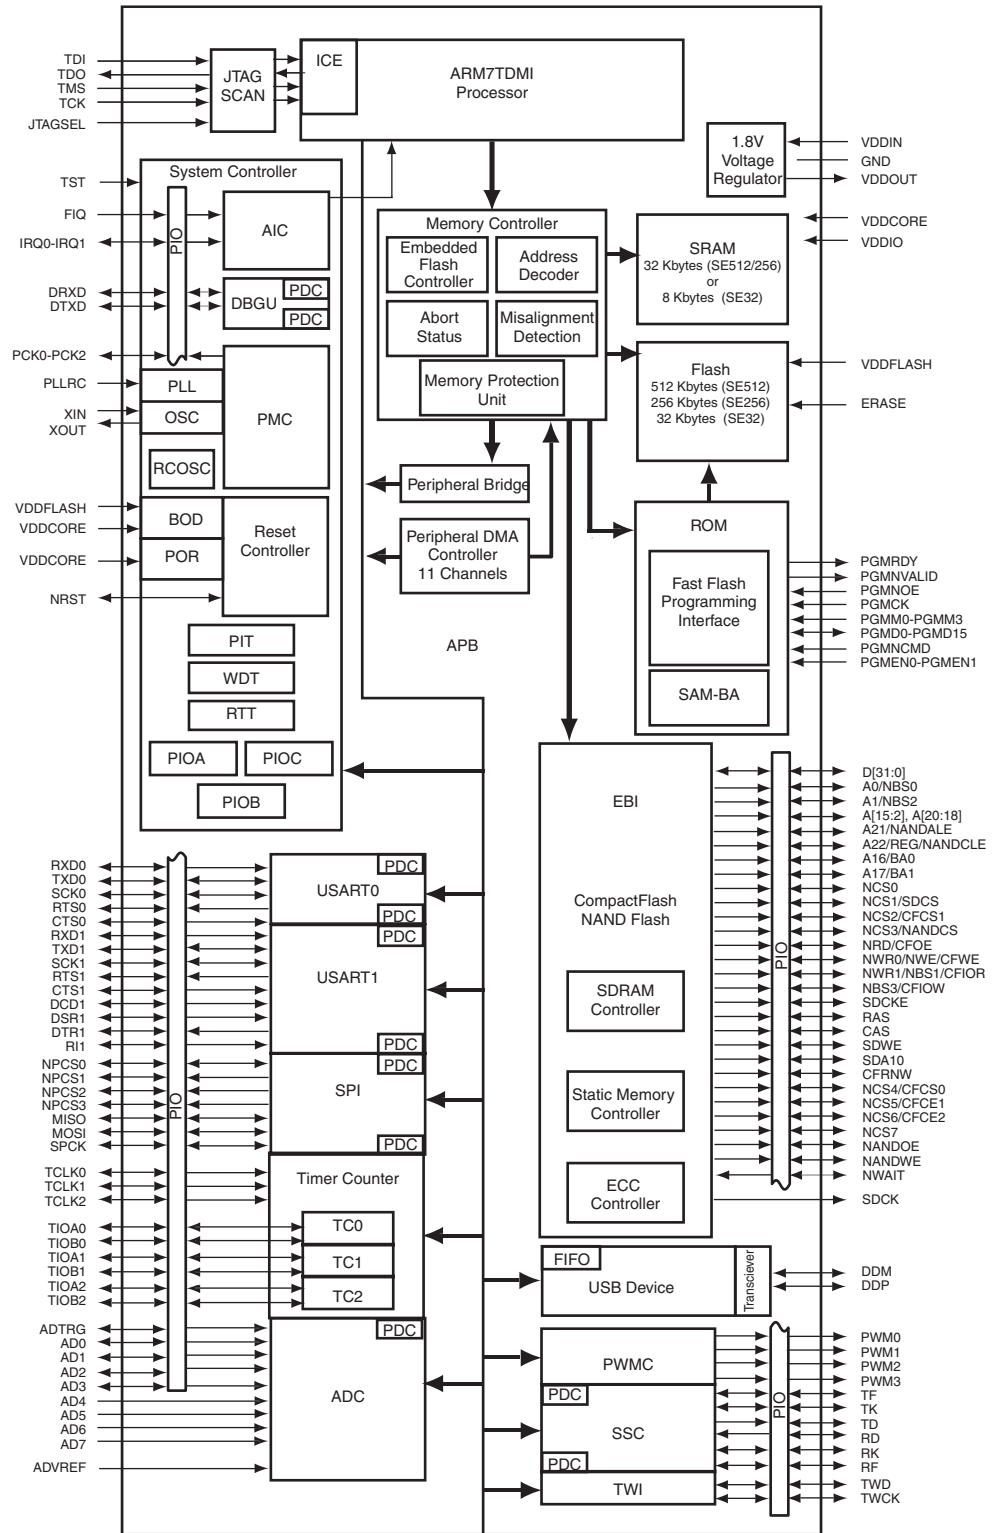 TDI
TDO
TMS
TCK
JTAGSEL
JTAG
SCAN
ICE
ARM7TDMI
Processor
1.8V
Voltage
Regulator
VDDIN
GND
VDDOUT
VDDCORE
VDDIO
System Controller
TST
FIQ
IRQ0-IRQ1
PIO
AIC
DRXD
DTXD
DBGU
PDC
PDC
PCK0-PCK2
PLLRC
PLL
XIN
XOUT
OSC
PMC
RCOSC
VDDFLASH
VDDCORE
BOD
VDDCORE
POR
Reset
Controller
NRST
PIT
WDT
RTT
PIOA
PIOC
PIOB
Memory Controller
Embedded
Flash
Controller
Address
Decoder
Abort
Status
Misalignment
Detection
Memory Protection
Unit
Peripheral Bridge
Peripheral DMA
Controller
11 Channels
APB
SRAM
32 Kbytes (SE512/256)
or
8 Kbytes (SE32)
Flash
512 Kbytes (SE512)
256 Kbytes (SE256)
32 Kbytes (SE32)
VDDFLASH
ERASE
ROM
Fast Flash
Programming
Interface
SAM-BA
PGMRDY
PGMNVALID
PGMNOE
PGMCK
PGMM0-PGMM3
PGMD0-PGMD15
PGMNCMD
PGMEN0-PGMEN1
EBI
CompactFlash
NAND Flash
SDRAM
Controller
Static Memory
Controller
ECC
Controller
PIO
D[31:0]
A0/NBS0
A1/NBS2
A[15:2], A[20:18]
A21/NANDALE
A22/REG/NANDCLE
A16/BA0
A17/BA1
NCS0
NCS1/SDCS
NCS2/CFCS1
NCS3/NANDCS
NRD/CFOE
NWR0/NWE/CFWE
NWR1/NBS1/CFIOR
NBS3/CFIOW
SDCKE
RAS
CAS
SDWE
SDA10
CFRNW
NCS4/CFCS0
NCS5/CFCE1
NCS6/CFCE2
NCS7
NANDOE
NANDWE
NWAIT
SDCK
RXD0
TXD0
SCK0
RTS0
CTS0
RXD1
TXD1
SCK1
RTS1
CTS1
DCD1
DSR1
DTR1
RI1
NPCS0
NPCS1
NPCS2
NPCS3
MISO
MOSI
SPCK
TCLK0
TCLK1
TCLK2
TIOA0
TIOB0
TIOA1
TIOB1
TIOA2
TIOB2
ADTRG
AD0
AD1
AD2
AD3
AD4
AD5
AD6
AD7
ADVREF
PIO
PDC
USART0
PDC
PDC
USART1
PDC
PDC
SPI
PDC
Timer Counter
TC0
TC1
TC2
PDC
ADC
FIFO
USB Device
Transciever
DDM
DDP
PWMC
PDC
SSC
PDC
TWI
PIO
PWM0
PWM1
PWM2
PWM3
TF
TK
TD
RD
RK
RF
TWD
TWCK